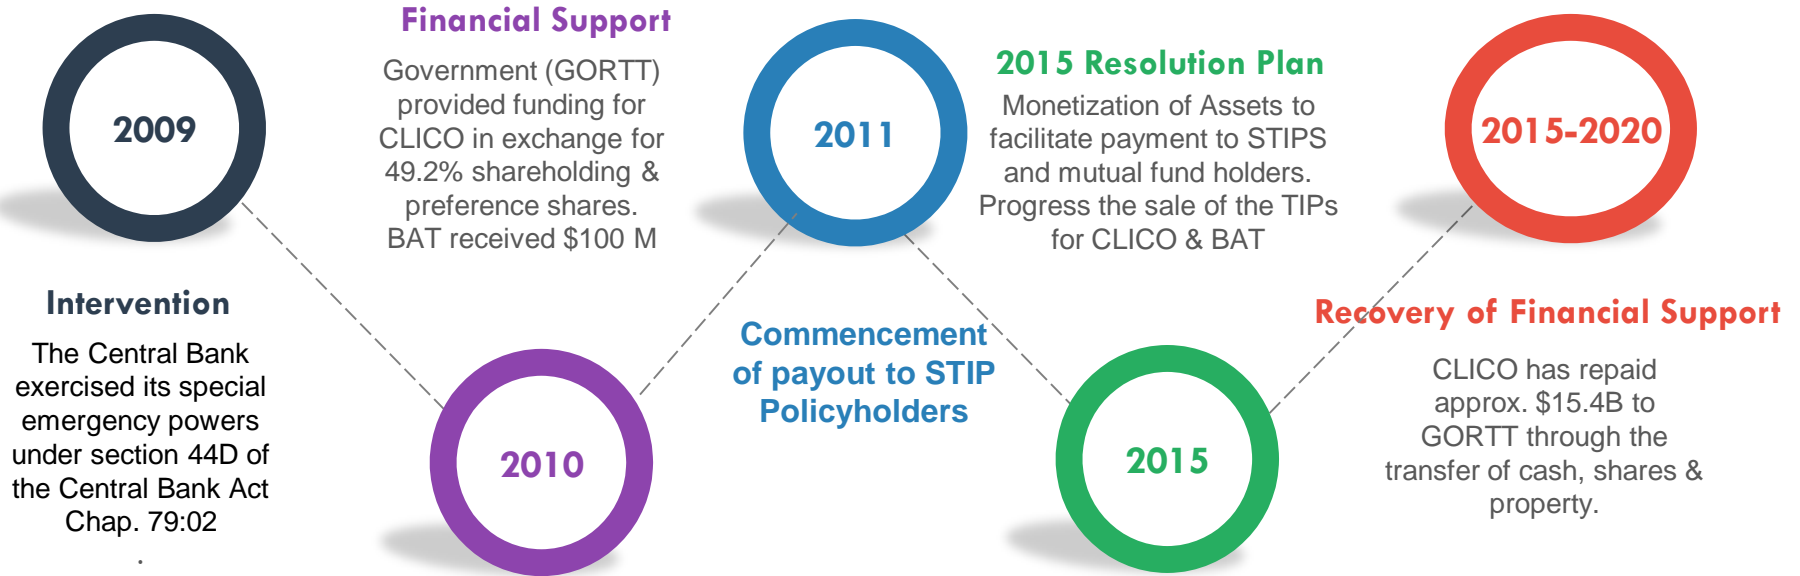 2009
Intervention
The Central Bank
exercised its special
emergency powers
under section 44D of
the Central Bank Act
Chap. 79:02
.
Financial Support
Government (GORTT)
provided funding for
CLICO in exchange for
49.2% shareholding &
preference shares.
BAT received $100 M
2010
2011
Commencement
of payout to STIP
Policyholders
2015 Resolution Plan
Monetization of Assets to
facilitate payment to STIPS
and mutual fund holders.
Progress the sale of the TIPs
for CLICO & BAT
2015
2015-2020
Recovery of Financial Support
CLICO has repaid
approx. $15.4B to
GORTT through the
transfer of cash, shares &
property.